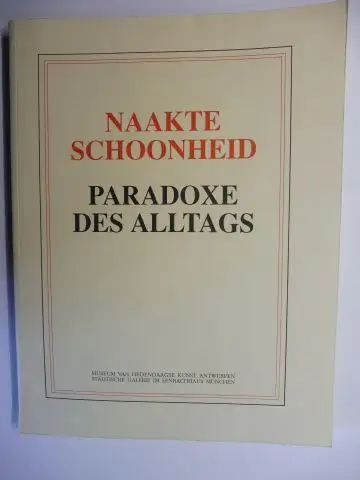 NAAKTE
SCHOONHEID
PARADOXE
DES ALLTAGS
MUSEUM VAN HEDENDAAGSE KUNST ANTWERPEN
STÄDTISCHE GALERIE IM LENBACHHAUS MÜNCHEN